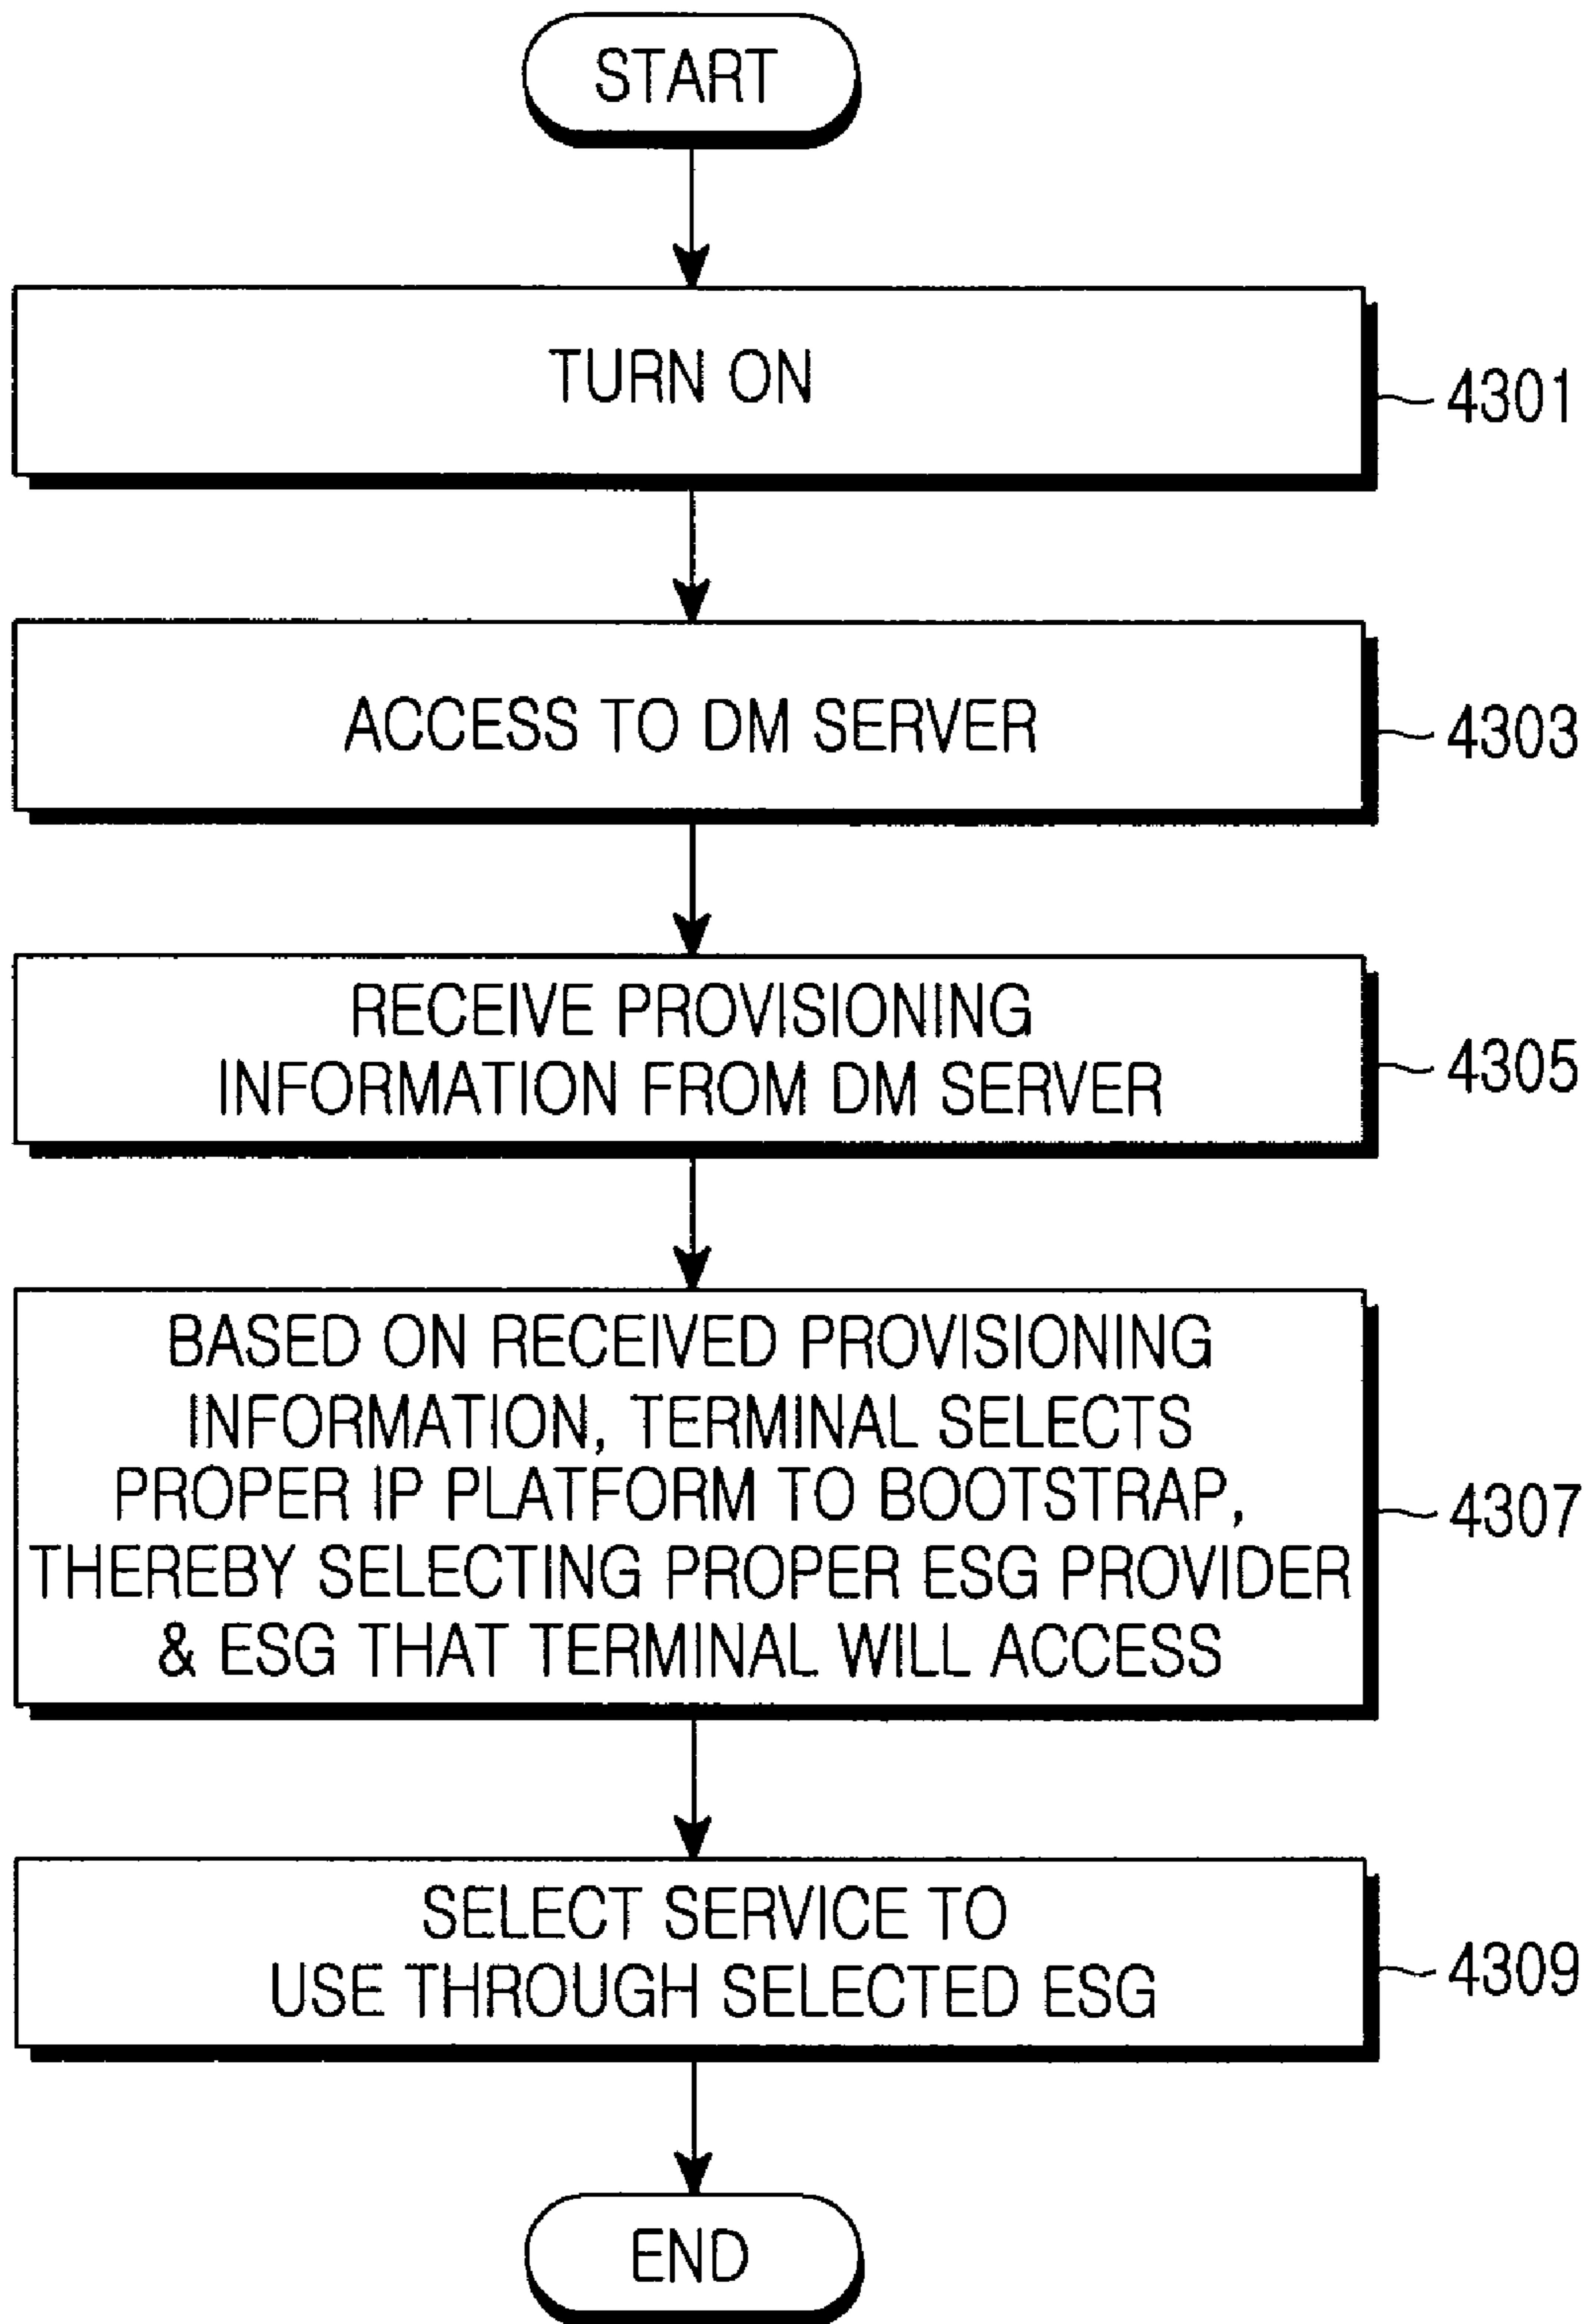 START
TURN ON
4301
ACCESS TO DM SERVER
4303
RECEIVE PROVISIONING
INFORMATION FROM DM SERVER
4305
BASED ON RECEIVED PROVISIONING
INFORMATION, TERMINAL SELECTS
PROPER IP PLATFORM TO BOOTSTRAP,
THEREBY SELECTING PROPER ESG PROVIDER
& ESG THAT TERMINAL WILL ACCESS
4307
SELECT SERVICE TO
USE THROUGH SELECTED ESG
4309
END